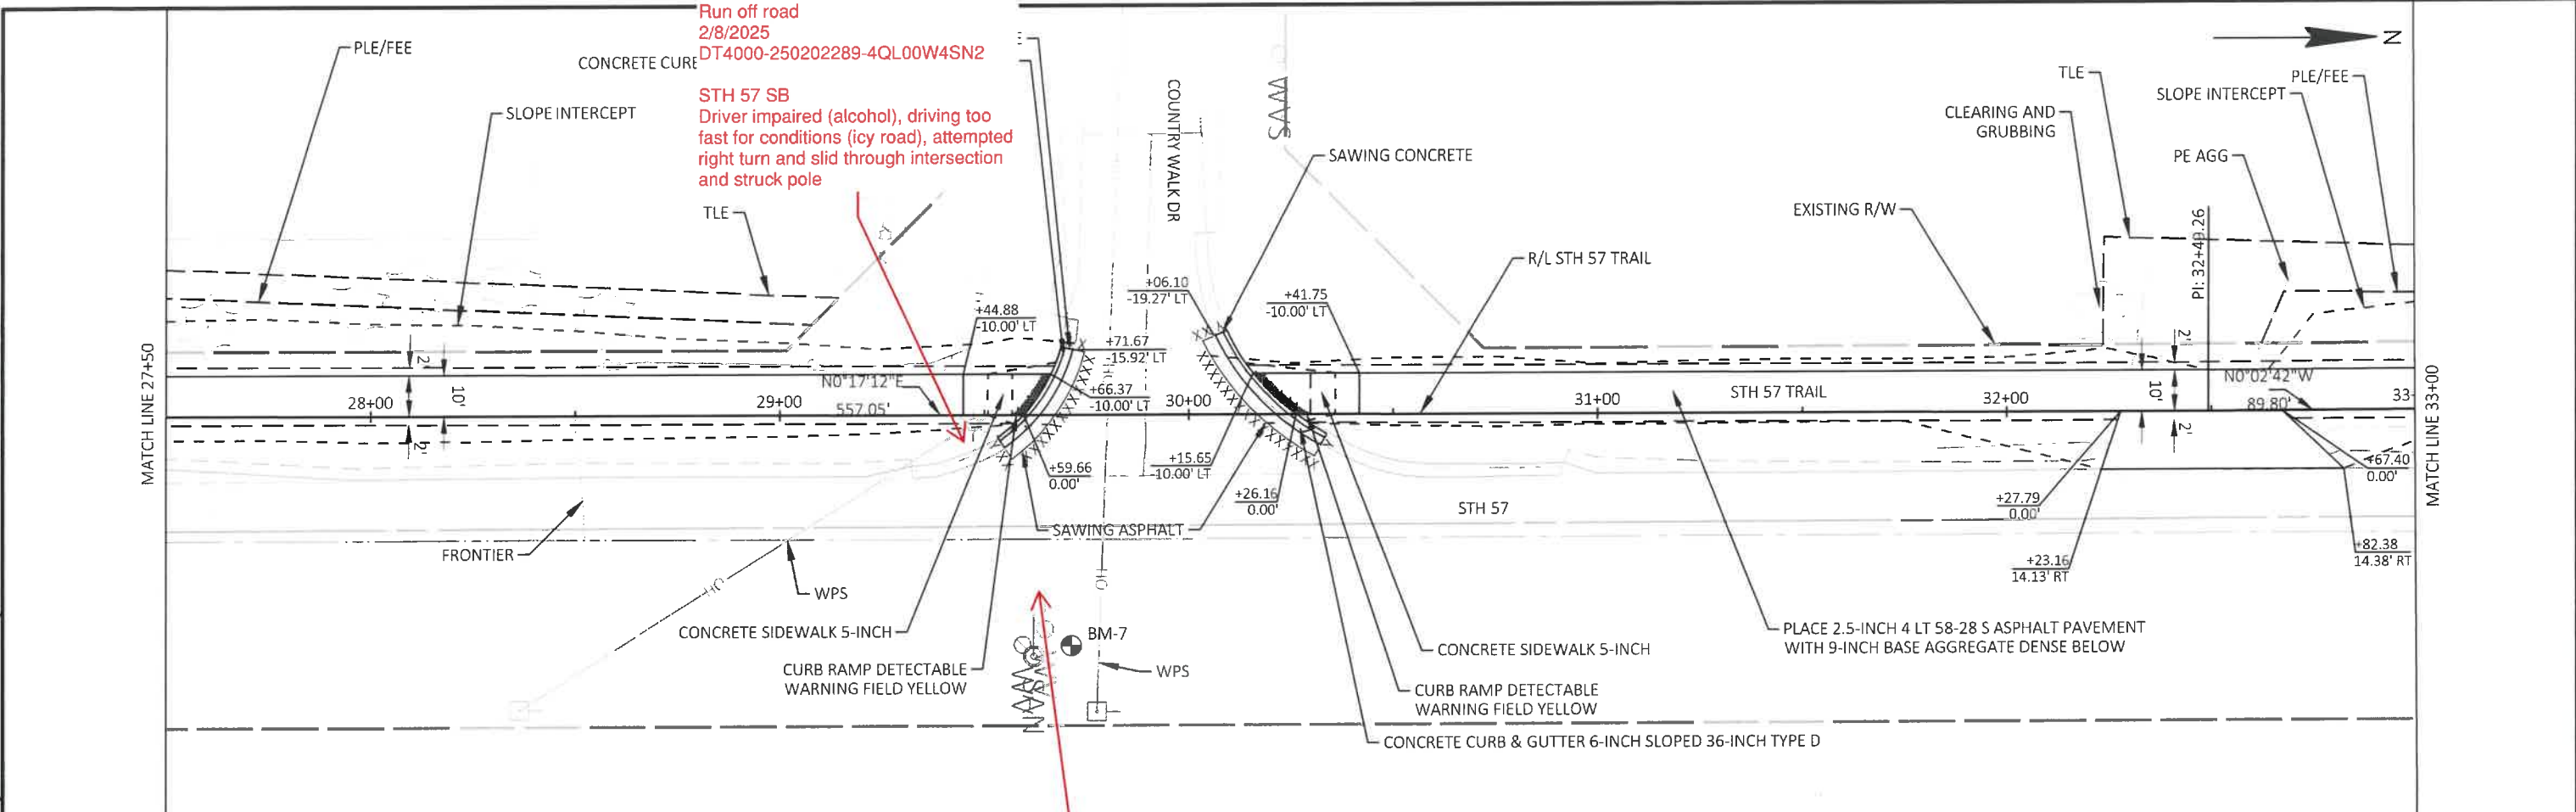 Run off road
2/8/2025
DT4000-250202289-4QL00W4SN2
STH 57 SB
Driver impaired (alcohol), driving too
fast for conditions (icy road), attempted
right turn and slid through intersection
and struck pole
PLE/FEE
CONCRETE CURB
SLOPE INTERCEPT
TLE
COUNTRY WALK DR
SAWING CONCRETE
SAN
R/L STH 57 TRAIL
EXISTING R/W
CLEARING AND
GRUBBING
TLE
PLE/FEE
SLOPE INTERCEPT
PE AGG
N
PI: 32+49.26
+06.10
-19.27' LT
+41.75
-10.00' LT
+44.88
-10.00' LT
+71.67
-15.92' LT
+66.37
-10.00' LT
MATCH LINE 27+50
2'
10'
2'
28+00
29+00
N0°17'12"E
557.05'
30+00
31+00
STH 57 TRAIL
32+00
2'
10'
2'
N0°02'42"W
89.80'
33
MATCH LINE 33+00
+59.66
0.00'
+15.65
-10.00' LT
+26.16
0.00'
SAWING ASPHALT
STH 57
+27.79
0.00'
+67.40
0.00'
+23.16
14.13' RT
+82.38
14.38' RT
FRONTIER
OH
WPS
OH
CONCRETE SIDEWALK 5-INCH
BM-7
WPS
CURB RAMP DETECTABLE
WARNING FIELD YELLOW
CONCRETE SIDEWALK 5-INCH
CURB RAMP DETECTABLE
WARNING FIELD YELLOW
PLACE 2.5-INCH 4 LT 58-28 S ASPHALT PAVEMENT
WITH 9-INCH BASE AGGREGATE DENSE BELOW
CONCRETE CURB & GUTTER 6-INCH SLOPED 36-INCH TYPE D